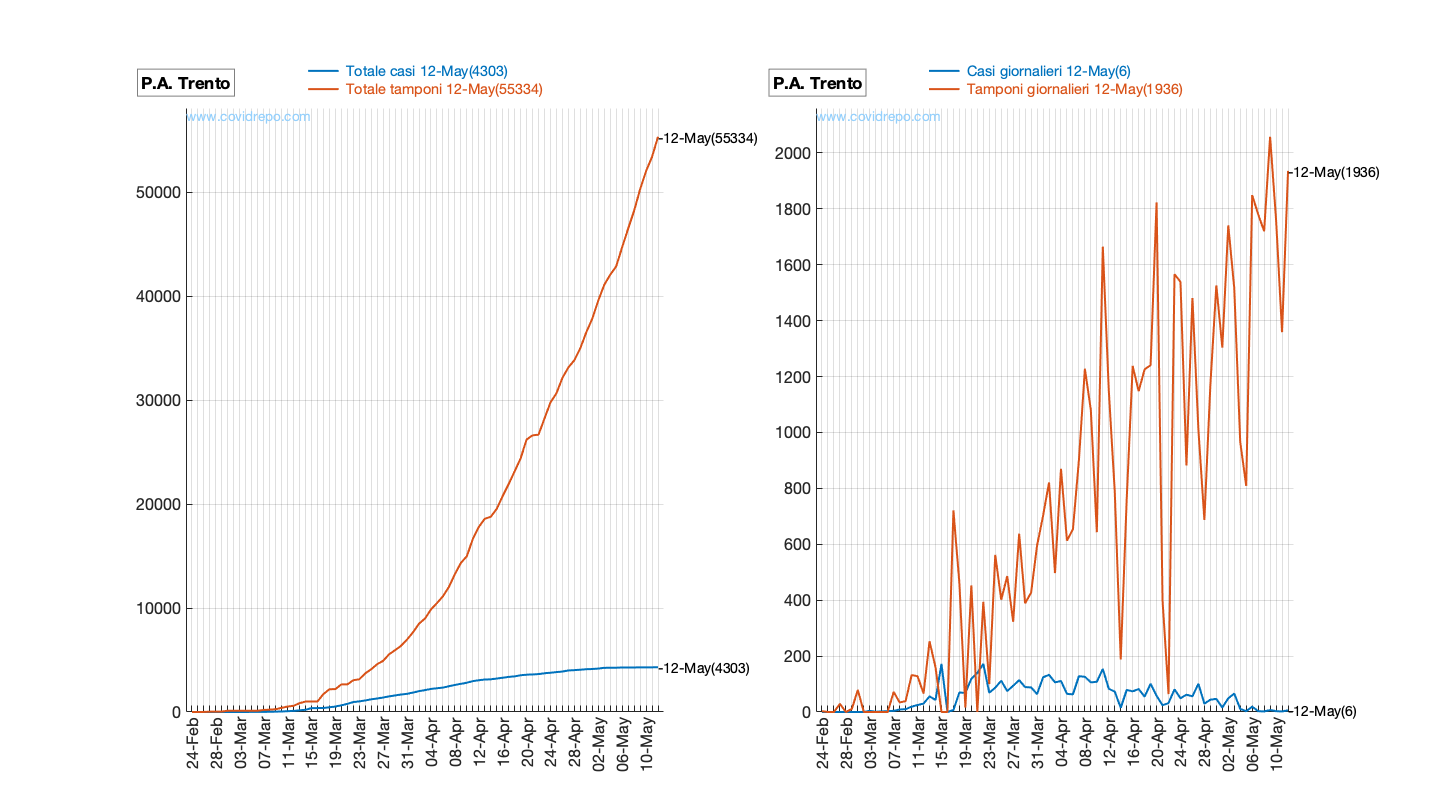 P.A. Trento
Totale casi 12-May(4303)
Totale tamponi 12-May(55334)
www.covidrepo.com
50000
40000
30000
20000
10000
0
12-May(55334)
12-May(4303)
24-Feb
28-Feb
03-Mar
07-Mar
11-Mar
15-Mar
19-Mar
23-Mar
27-Mar
31-Mar
04-Apr
08-Apr
12-Apr
16-Apr
20-Apr
24-Apr
28-Apr
02-May
06-May
10-May
P.A. Trento
Casi giornalieri 12-May(6)
Tamponi giornalieri 12-May(1936)
www.covidrepo.com
2000
1800
1600
1400
1200
1000
800
600
400
200
0
12-May(1936)
12-May(6)
24-Feb
28-Feb
03-Mar
07-Mar
11-Mar
15-Mar
19-Mar
23-Mar
27-Mar
31-Mar
04-Apr
08-Apr
12-Apr
16-Apr
20-Apr
24-Apr
28-Apr
02-May
06-May
10-May